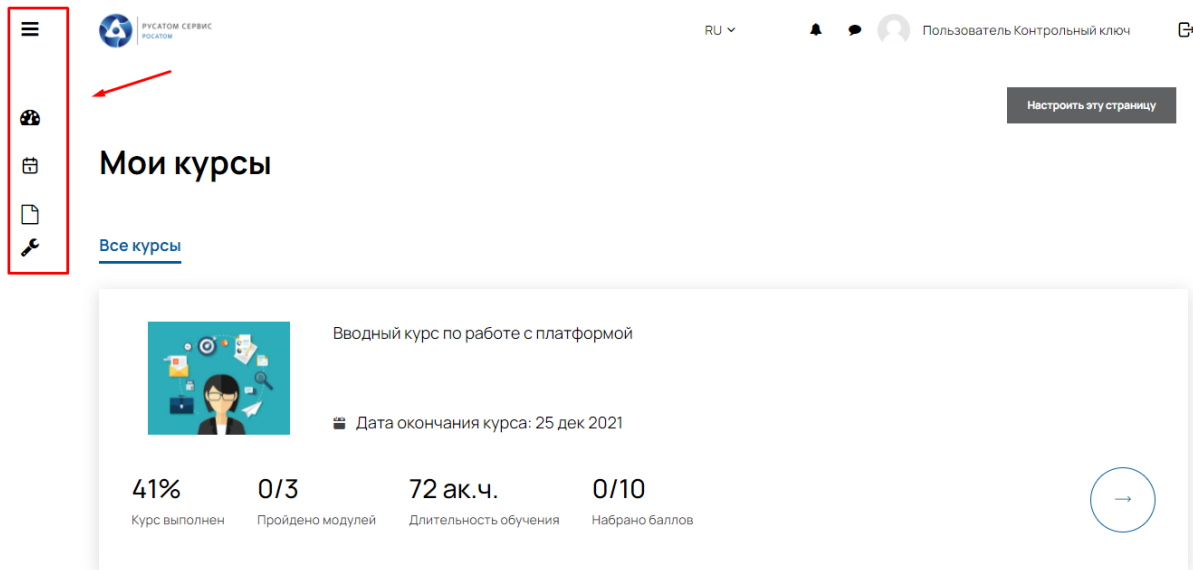 РУСАТОМ СЕРВИС
РОСАТОМ
RU
Пользователь Контрольный ключ
Настроить эту страницу
Мои курсы
Все курсы
Вводный курс по работе с платформой
Дата окончания курса: 25 дек 2021
41% 0/3 72 ак.ч. 0/10
Курс выполнен Пройдено модулей Длительность обучения Набрано баллов